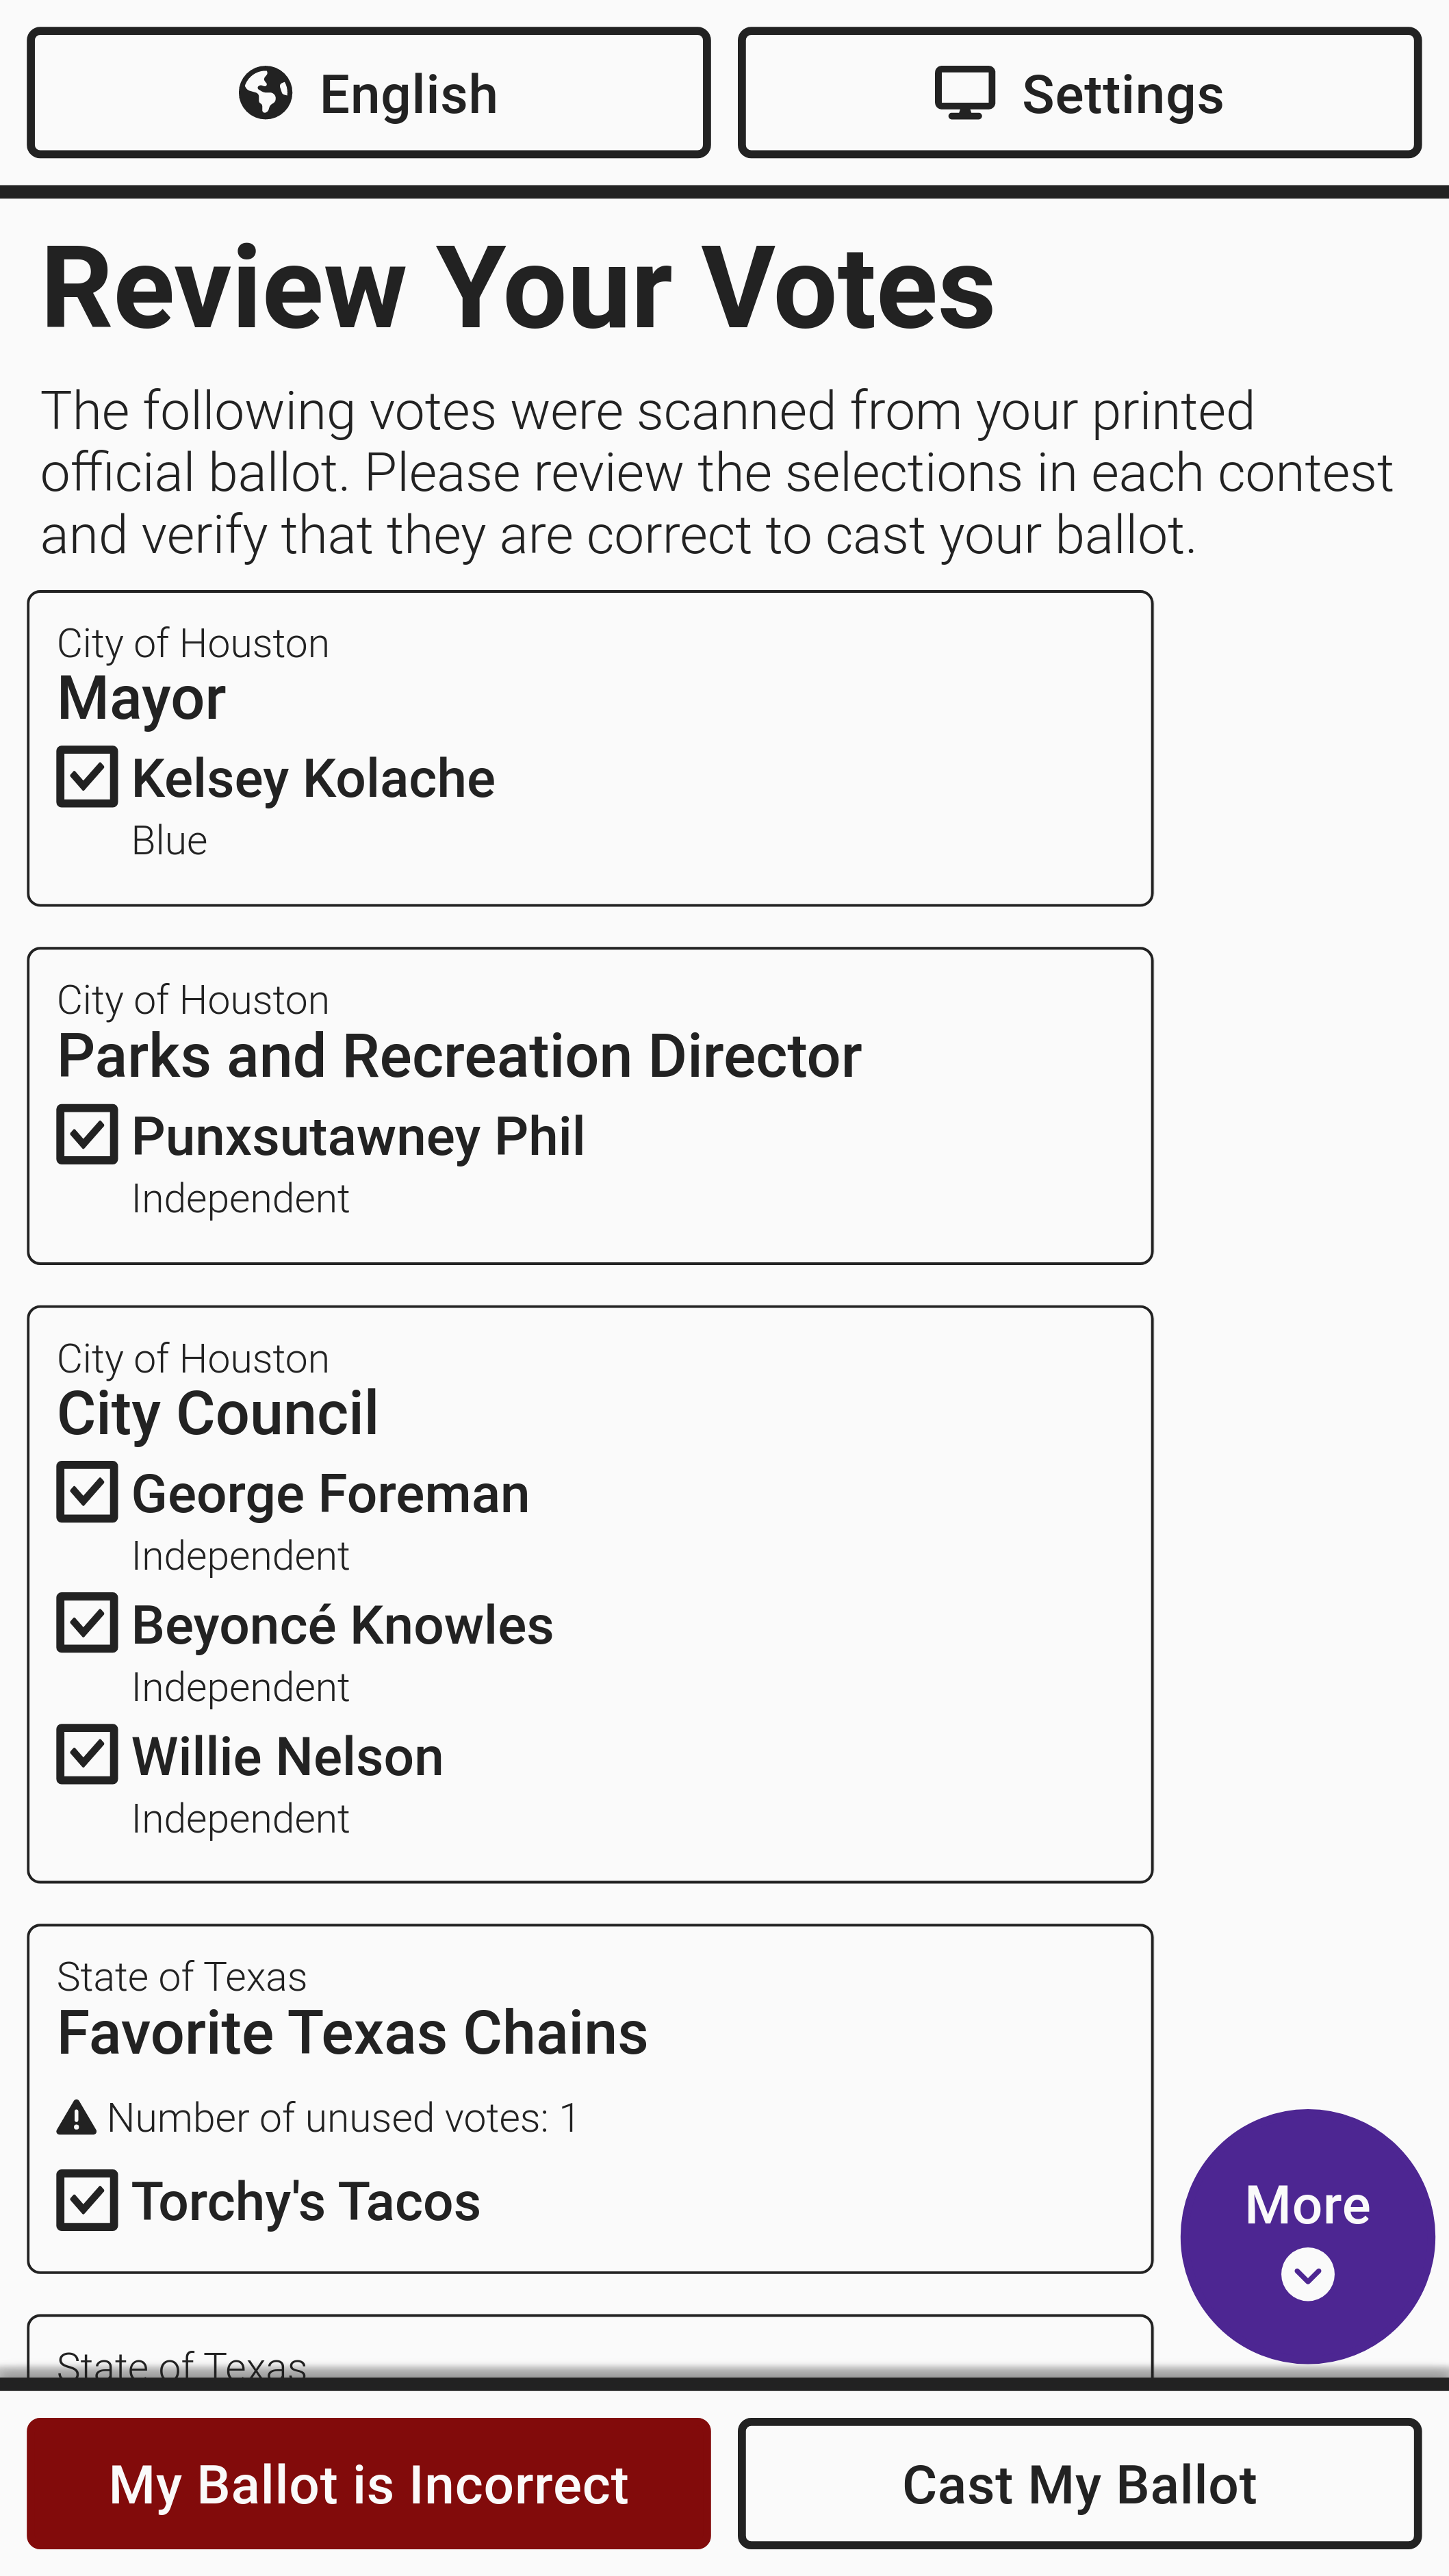 English
Settings
Review Your Votes
The following votes were scanned from your printed
official ballot. Please review the selections in each contest
and verify that they are correct to cast your ballot.
City of Houston
Mayor
Kelsey Kolache
Blue
City of Houston
Parks and Recreation Director
Punxsutawney Phil
Independent
City of Houston
City Council
George Foreman
Independent
Beyoncé Knowles
Independent
Willie Nelson
Independent
State of Texas
Favorite Texas Chains
Number of unused votes: 1
Torchy's Tacos
More
State of Texas
My Ballot is Incorrect
Cast My Ballot